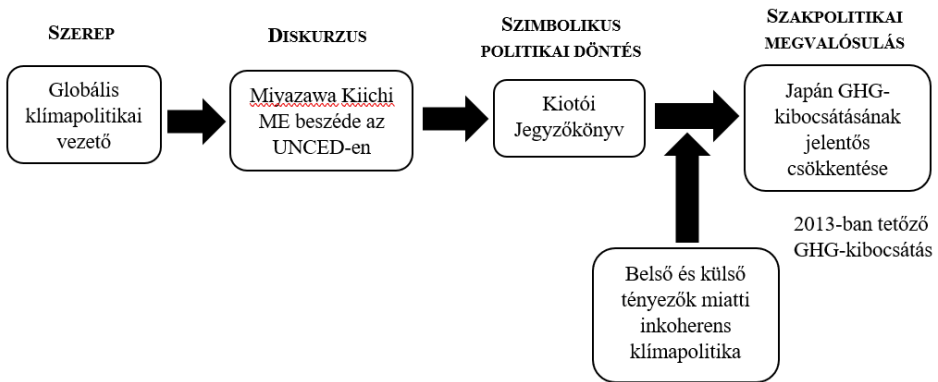 SZEREP
Globális
klímapolitikai
vezető
DISKURZUS
Miyazawa Kiichi
ME beszéde az
UNCED-en
SZIMBOLIKUS
POLITIKAI DÖNTÉS
Kiotói
Jegyzőkönyv
SZAKPOLITIKAI
MEGVALÓSULÁS
Japán GHG-
kibocsátásának
jelentős
csökkentése
2013-ban tetőző
GHG-kibocsátás
Belső és külső
tényezők miatti
inkoherens
klímapolitika